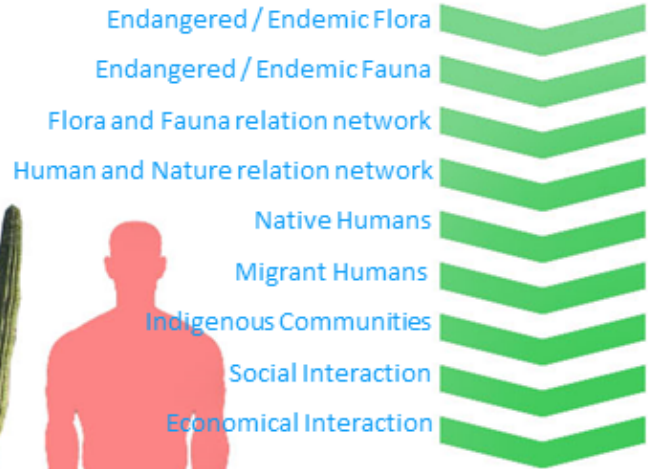 Endangered / Endemic Flora
Endangered / Endemic Fauna
Flora and Fauna relation network
Human and Nature relation network
Native Humans
Migrant Humans
Indigenous Communities
Social Interaction
Economical Interaction